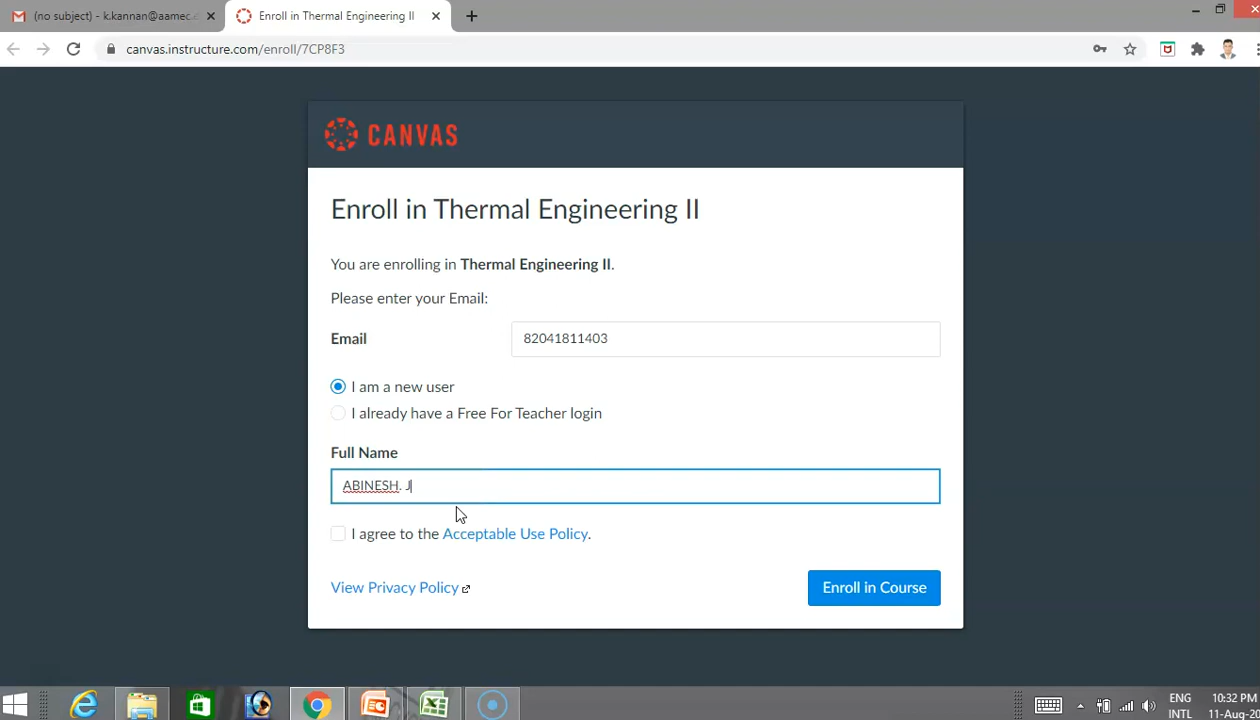 (no subject) - k.kannan@aamec.e
Enroll in Thermal Engineering II
canvas.instructure.com/enroll/7CP8F3
CANVAS
Enroll in Thermal Engineering II
You are enrolling in Thermal Engineering II.
Please enter your Email:
Email
82041811403
I am a new user
I already have a Free For Teacher login
Full Name
ABINESH. J
I agree to the Acceptable Use Policy.
View Privacy Policy
Enroll in Course
ENG
INTL
10:32 PM
11-Aug-20